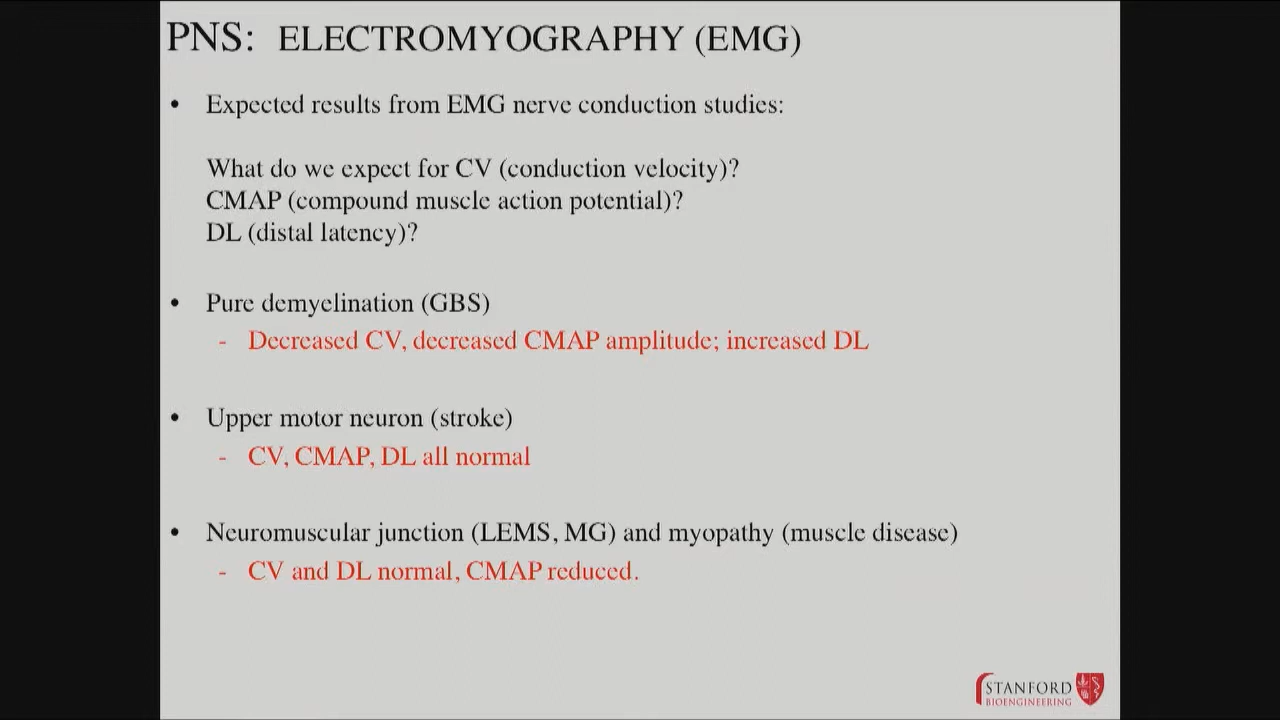 PNS: ELECTROMYOGRAPHY (EMG)
• Expected results from EMG nerve conduction studies:
What do we expect for CV (conduction velocity)?
CMAP (compound muscle action potential)?
DL (distal latency)?
• Pure demyelination (GBS)
- Decreased CV, decreased CMAP amplitude; increased DL
• Upper motor neuron (stroke)
- CV, CMAP, DL all normal
• Neuromuscular junction (LEMS, MG) and myopathy (muscle disease)
- CV and DL normal, CMAP reduced.
STANFORD
BIOENGINEERING